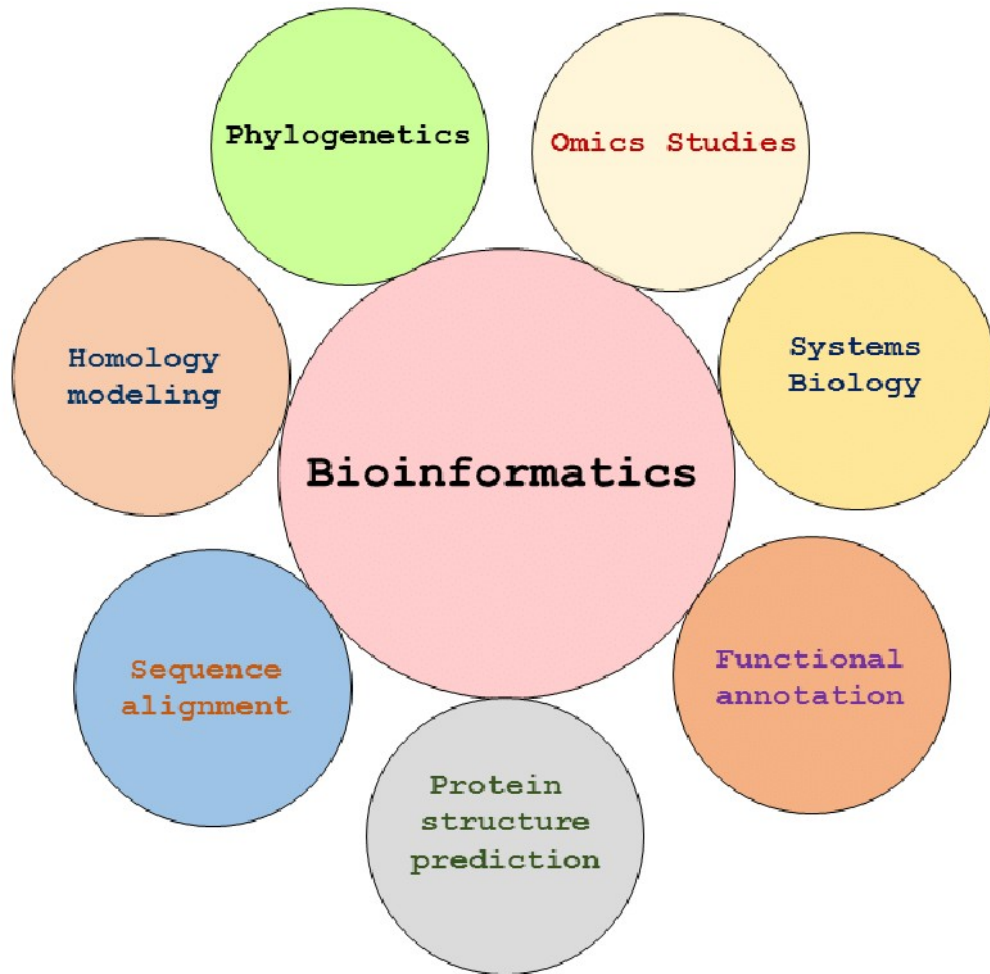 Phylogenetics
Omics Studies
Homology
modeling
Systems
Biology
Bioinformatics
Sequence
alignment
Functional
annotation
Protein
structure
prediction